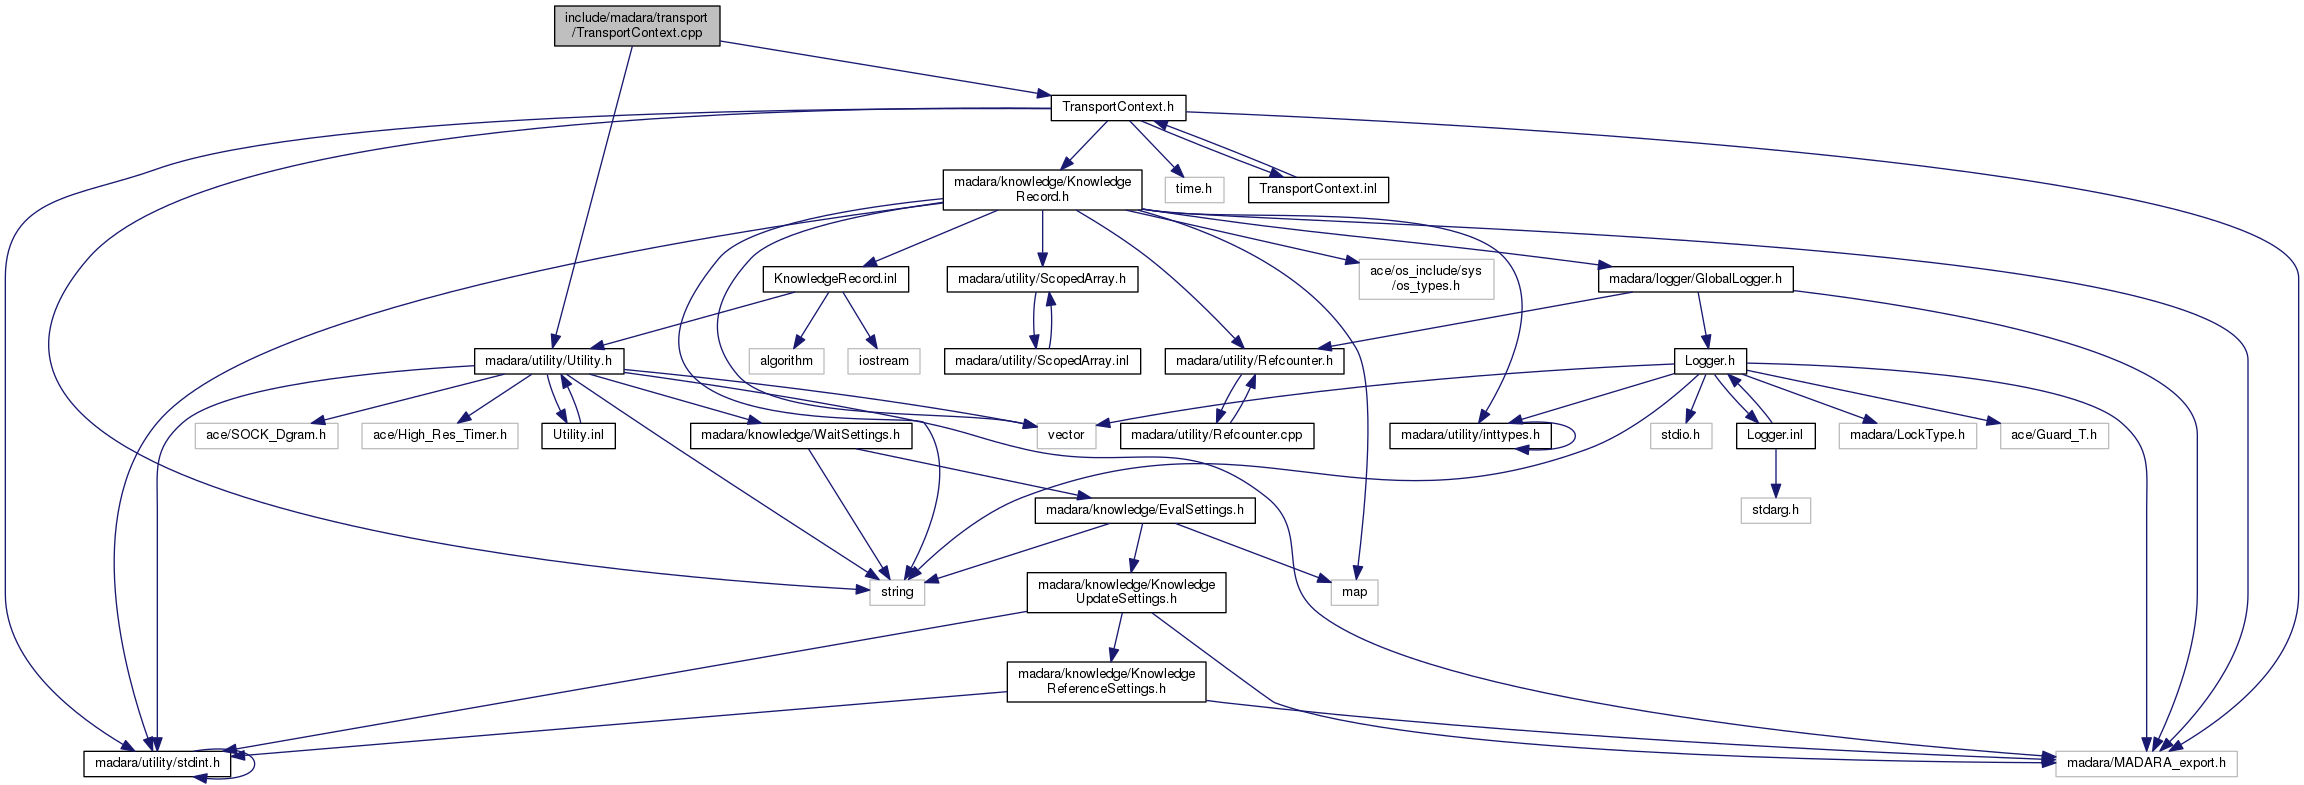 include/madara/transport
/TransportContext.cpp
TransportContext.h
madara/knowledge/Knowledge
Record.h
time.h
TransportContext.inl
KnowledgeRecord.inl
madara/utility/ScopedArray.h
ace/os_include/sys
/os_types.h
madara/logger/GlobalLogger.h
madara/utility/Utility.h
algorithm
iostream
madara/utility/ScopedArray.inl
madara/utility/Refcounter.h
Logger.h
ace/SOCK_Dgram.h
ace/High_Res_Timer.h
Utility.inl
madara/knowledge/WaitSettings.h
vector
madara/utility/Refcounter.cpp
madara/utility/inttypes.h
stdio.h
Logger.inl
madara/LockType.h
ace/Guard_T.h
madara/knowledge/EvalSettings.h
stdarg.h
string
madara/knowledge/Knowledge
UpdateSettings.h
map
madara/knowledge/Knowledge
ReferenceSettings.h
madara/utility/stdint.h
madara/MADARA_export.h